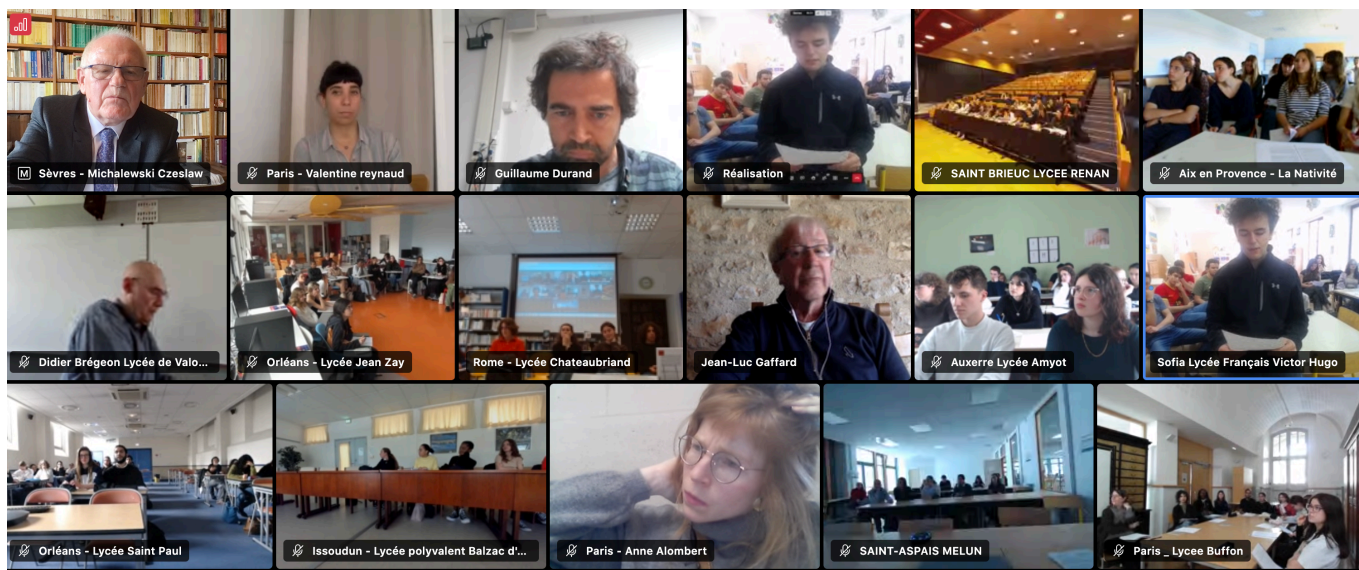 M Sèvres - Michalewski Czeslaw
Paris - Valentine reynaud
Guillaume Durand
Réalisation
SAINT BRIEUC LYCEE RENAN
Aix en Provence - La Nativité
Didier Brégeon Lycée de Valo...
Orléans - Lycée Jean Zay
Rome - Lycée Chateaubriand
Jean-Luc Gaffard
Auxerre Lycée Amyot
Sofia Lycée Français Victor Hugo
Orléans - Lycée Saint Paul
Issoudun - Lycée polyvalent Balzac d'...
Paris - Anne Alombert
SAINT-ASPAIS MELUN
Paris _ Lycee Buffon